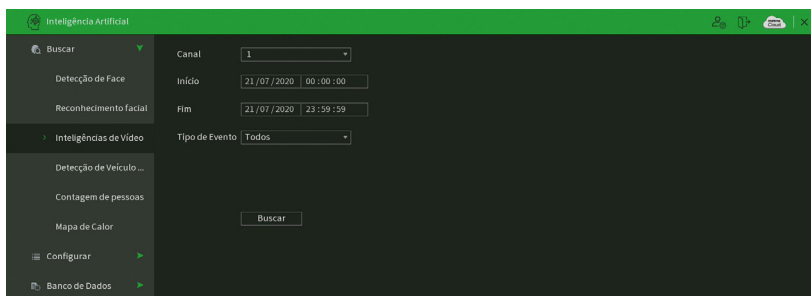 Inteligência Artificial
Buscar
Detecção de Face
Reconhecimento facial
Inteligências de Vídeo
Detecção de Veículo ...
Contagem de pessoas
Mapa de Calor
Configurar
Banco de Dados
Canal 1
Início 21/07/2020 00:00:00
Fim 21/07/2020 23:59:59
Tipo de Evento Todos
Buscar